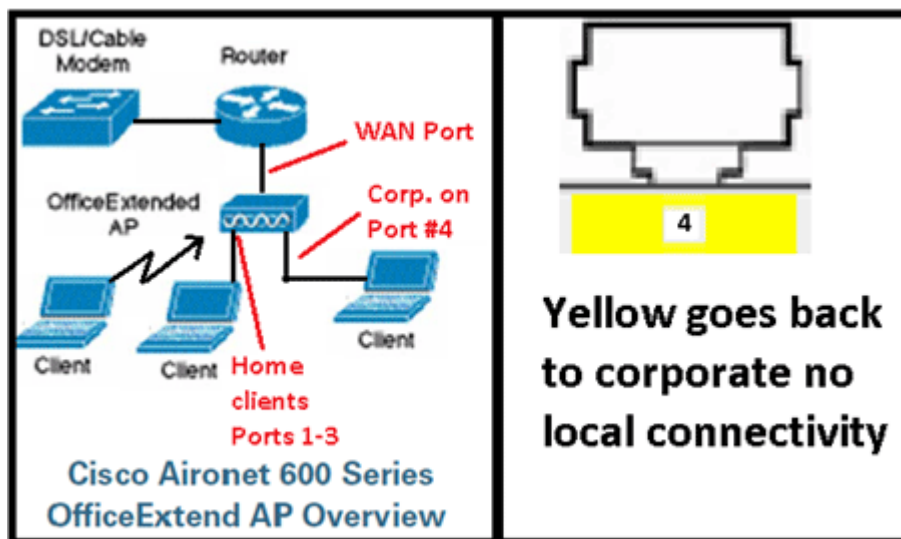 DSL/Cable
Modem
Router
WAN Port
OfficeExtended
AP
Corp. on
Port #4
Client
Client
Client
Home
clients
Ports 1-3
Cisco Aironet 600 Series
OfficeExtend AP Overview
4
Yellow goes back
to corporate no
local connectivity